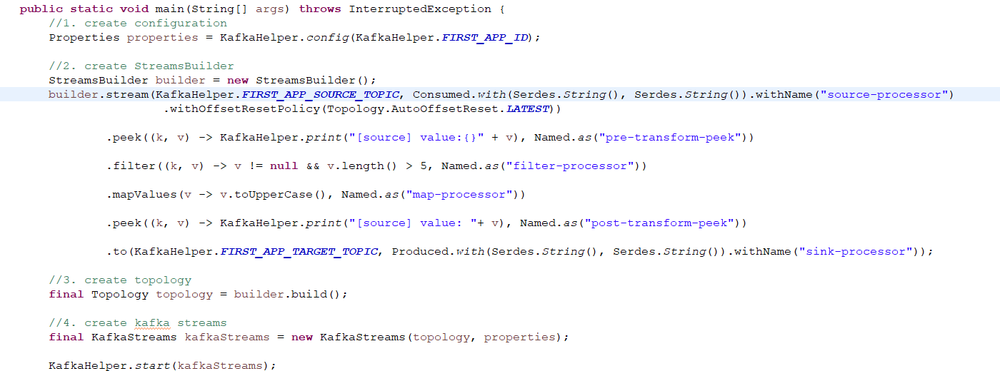 public static void main(String[] args) throws InterruptedException {
//1. create configuration
Properties properties = KafkaHelper.config(KafkaHelper.FIRST_APP_ID);
//2. create StreamsBuilder
StreamsBuilder builder = new StreamsBuilder();
builder.stream(KafkaHelper.FIRST_APP_SOURCE_TOPIC, Consumed.with(Serdes.String(), Serdes.String()).withName("source-processor")
.withOffsetResetPolicy(Topology.AutoOffsetReset.LATEST))
.peek((k, v) -> KafkaHelper.print("[source] value:{}" + v), Named.as("pre-transform-peek"))
.filter((k, v) -> v != null && v.length() > 5, Named.as("filter-processor"))
.mapValues(v -> v.toUpperCase(), Named.as("map-processor"))
.peek((k, v) -> KafkaHelper.print("[source] value: "+ v), Named.as("post-transform-peek"))
.to(KafkaHelper.FIRST_APP_TARGET_TOPIC, Produced.with(Serdes.String(), Serdes.String()).withName("sink-processor"));
//3. create topology
final Topology topology = builder.build();
//4. create kafka streams
final KafkaStreams kafkaStreams = new KafkaStreams(topology, properties);
KafkaHelper.start(kafkaStreams);